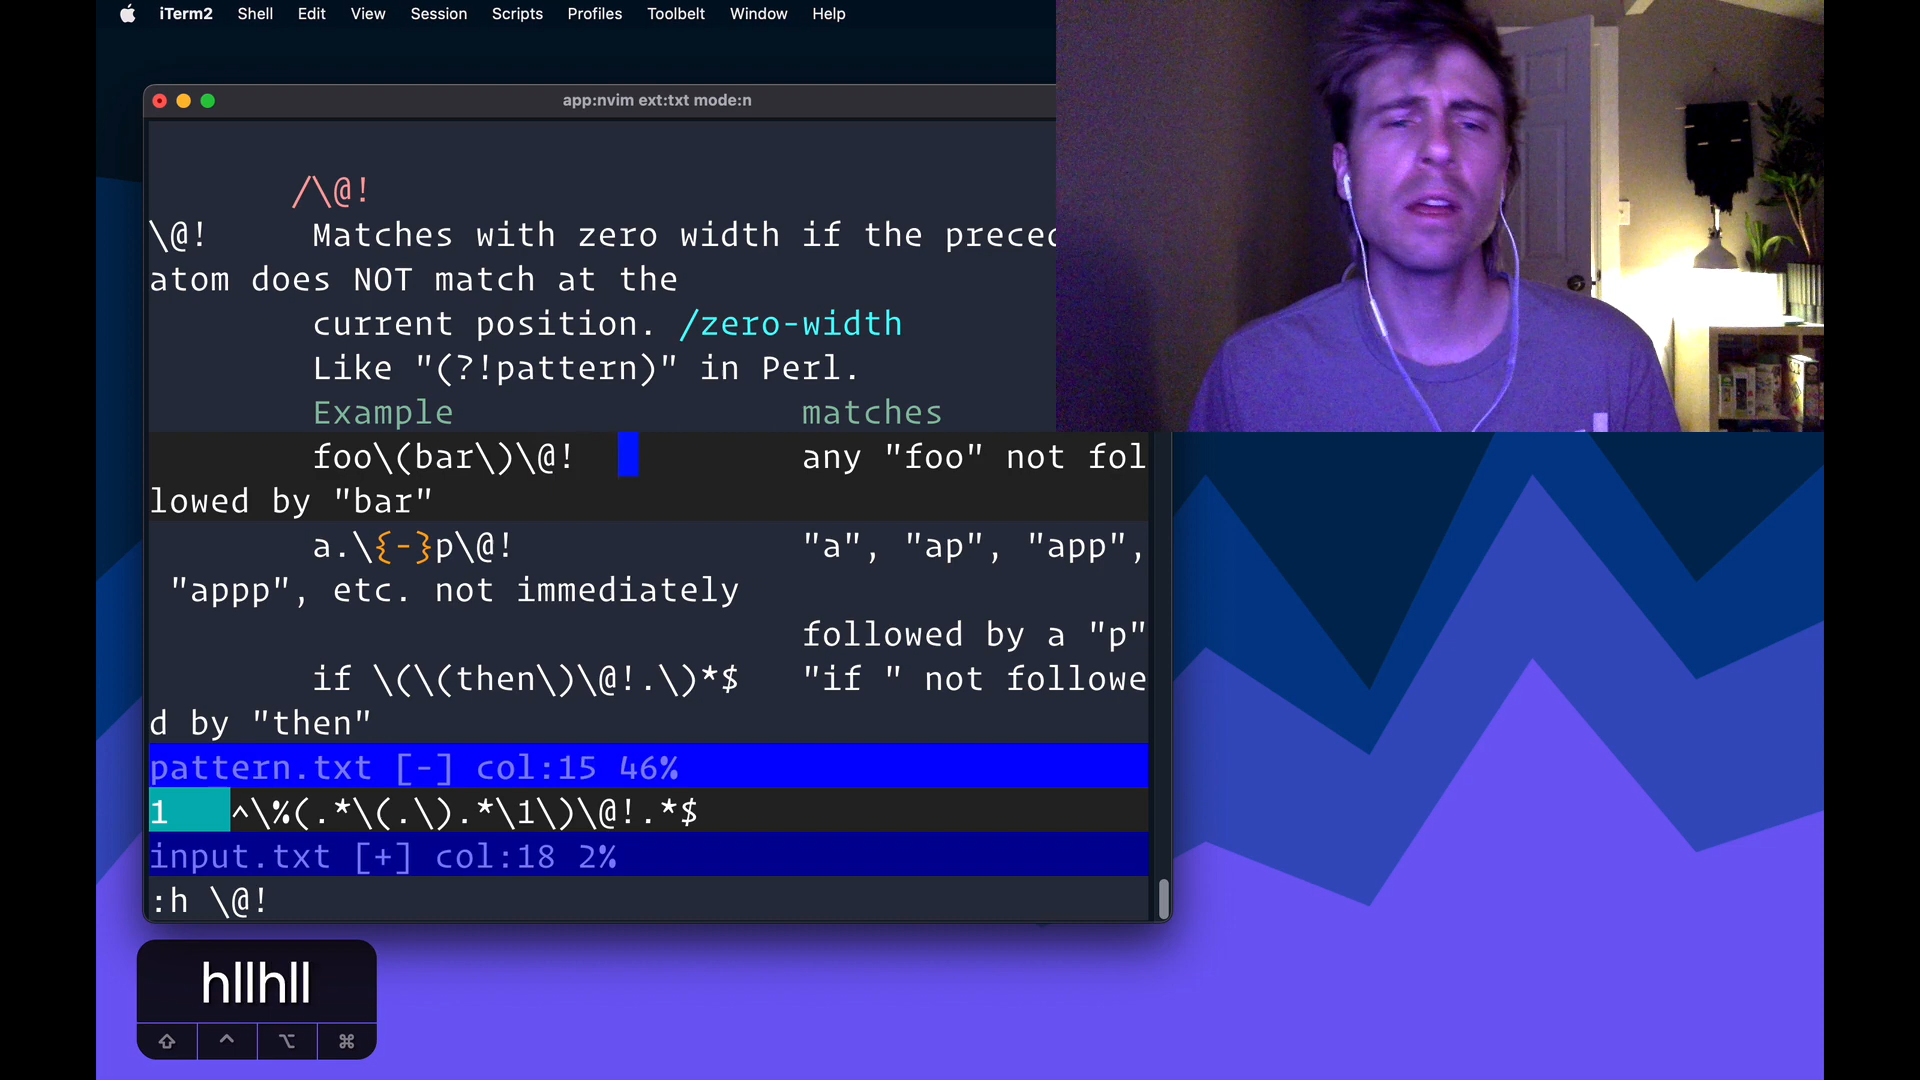 iTerm2 Shell Edit View Session Scripts Profiles Toolbelt Window Help
app:nvim ext:txt mode:n
/\@!
\@! Matches with zero width if the prece
atom does NOT match at the
current position. /zero-width
Like "(?!pattern)" in Perl.
Example matches
foo\(bar\)\@! any "foo" not fol
lowed by "bar"
a.\{-}p\@! "a", "ap", "app",
"appp", etc. not immediately
followed by a "p"
if \(\(then\)\@!.\)*$ "if " not followe
d by "then"
pattern.txt [-] col:15 46%
1 ^\%(.*\(.\).*\1\)\@!.*$
input.txt [+] col:18 2%
:h \@!
hllhll